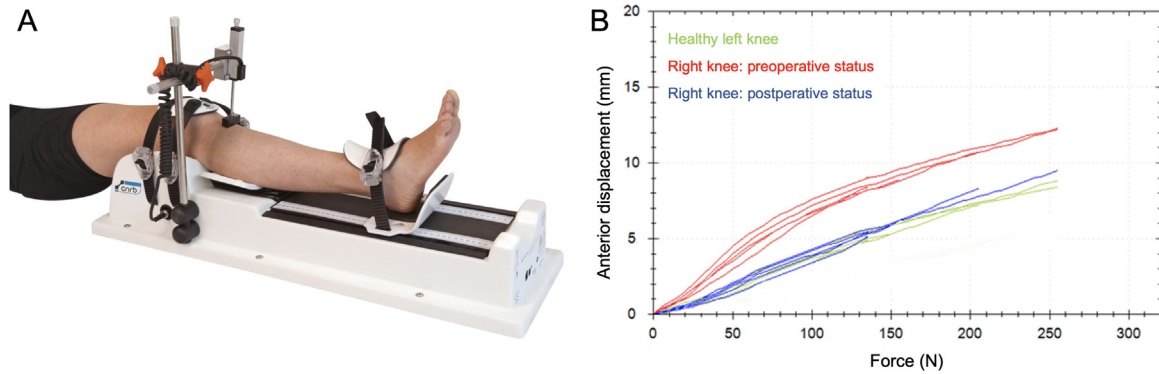 A
B
GNRB
20
15
10
5
0
Anterior displacement (mm)
Healthy left knee
Right knee: preoperative status
Right knee: postperative status
0 50 100 150 200 250 300
Force (N)